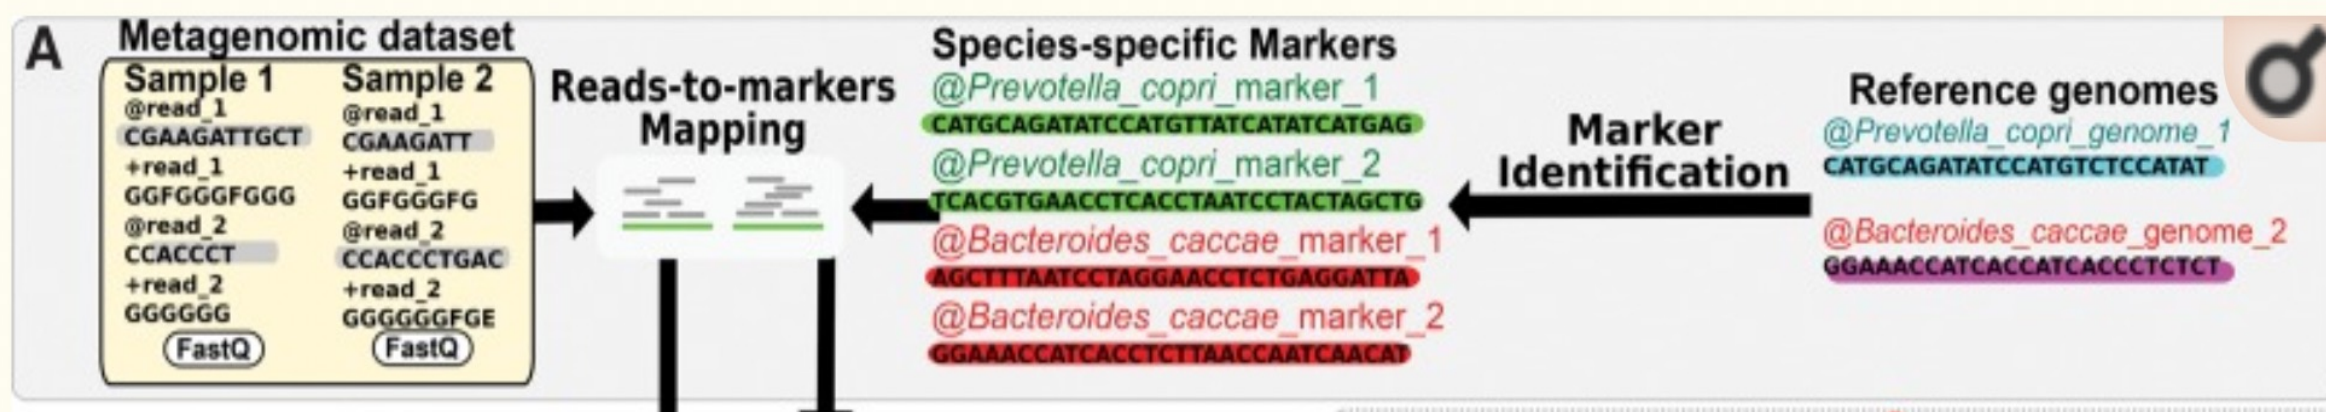 A
Metagenomic dataset
Sample 1
@read_1
CGAAGATTGCT
+read_1
GGFGGGFGGG
@read_2
CCACCCT
+read_2
GGGGGG
FastQ
Sample 2
@read_1
CGAAGATT
+read_1
GGFGGGFG
@read_2
CCACCCTGAC
+read_2
GGGGGGFGE
FastQ
Reads-to-markers
Mapping
Species-specific Markers
@Prevotella_copri_marker_1
CATGCAGATATCCATGTTATCATATCATGAG
@Prevotella_copri_marker_2
TCACGTGAACCTCACCTAATCCTACTAGCTG
@Bacteroides_caccae_marker_1
AGCTTTAATCCTAGGAACCTCTGAGGATTA
@Bacteroides_caccae_marker_2
GGAAACCATCACCTCTTAACCAATCAACAT
Marker
Identification
Reference genomes
@Prevotella_copri_genome_1
CATGCAGATATCCATGTCTCCATAT
@Bacteroides_caccae_genome_2
GGAAACCATCACCATCACCCTCTCT